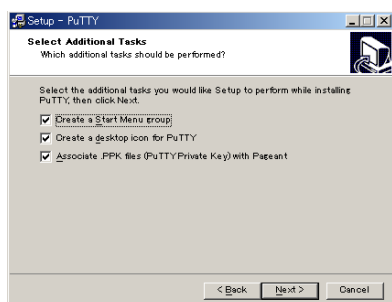 Setup - PuTTY
Select Additional Tasks
Which additional tasks should be performed?
Select the additional tasks you would like Setup to perform while installing
PuTTY, then click Next.
Create a Start Menu group
Create a desktop icon for PuTTY
Associate .PPK files (PuTTY Private Key) with Pageant
< Back
Next >
Cancel